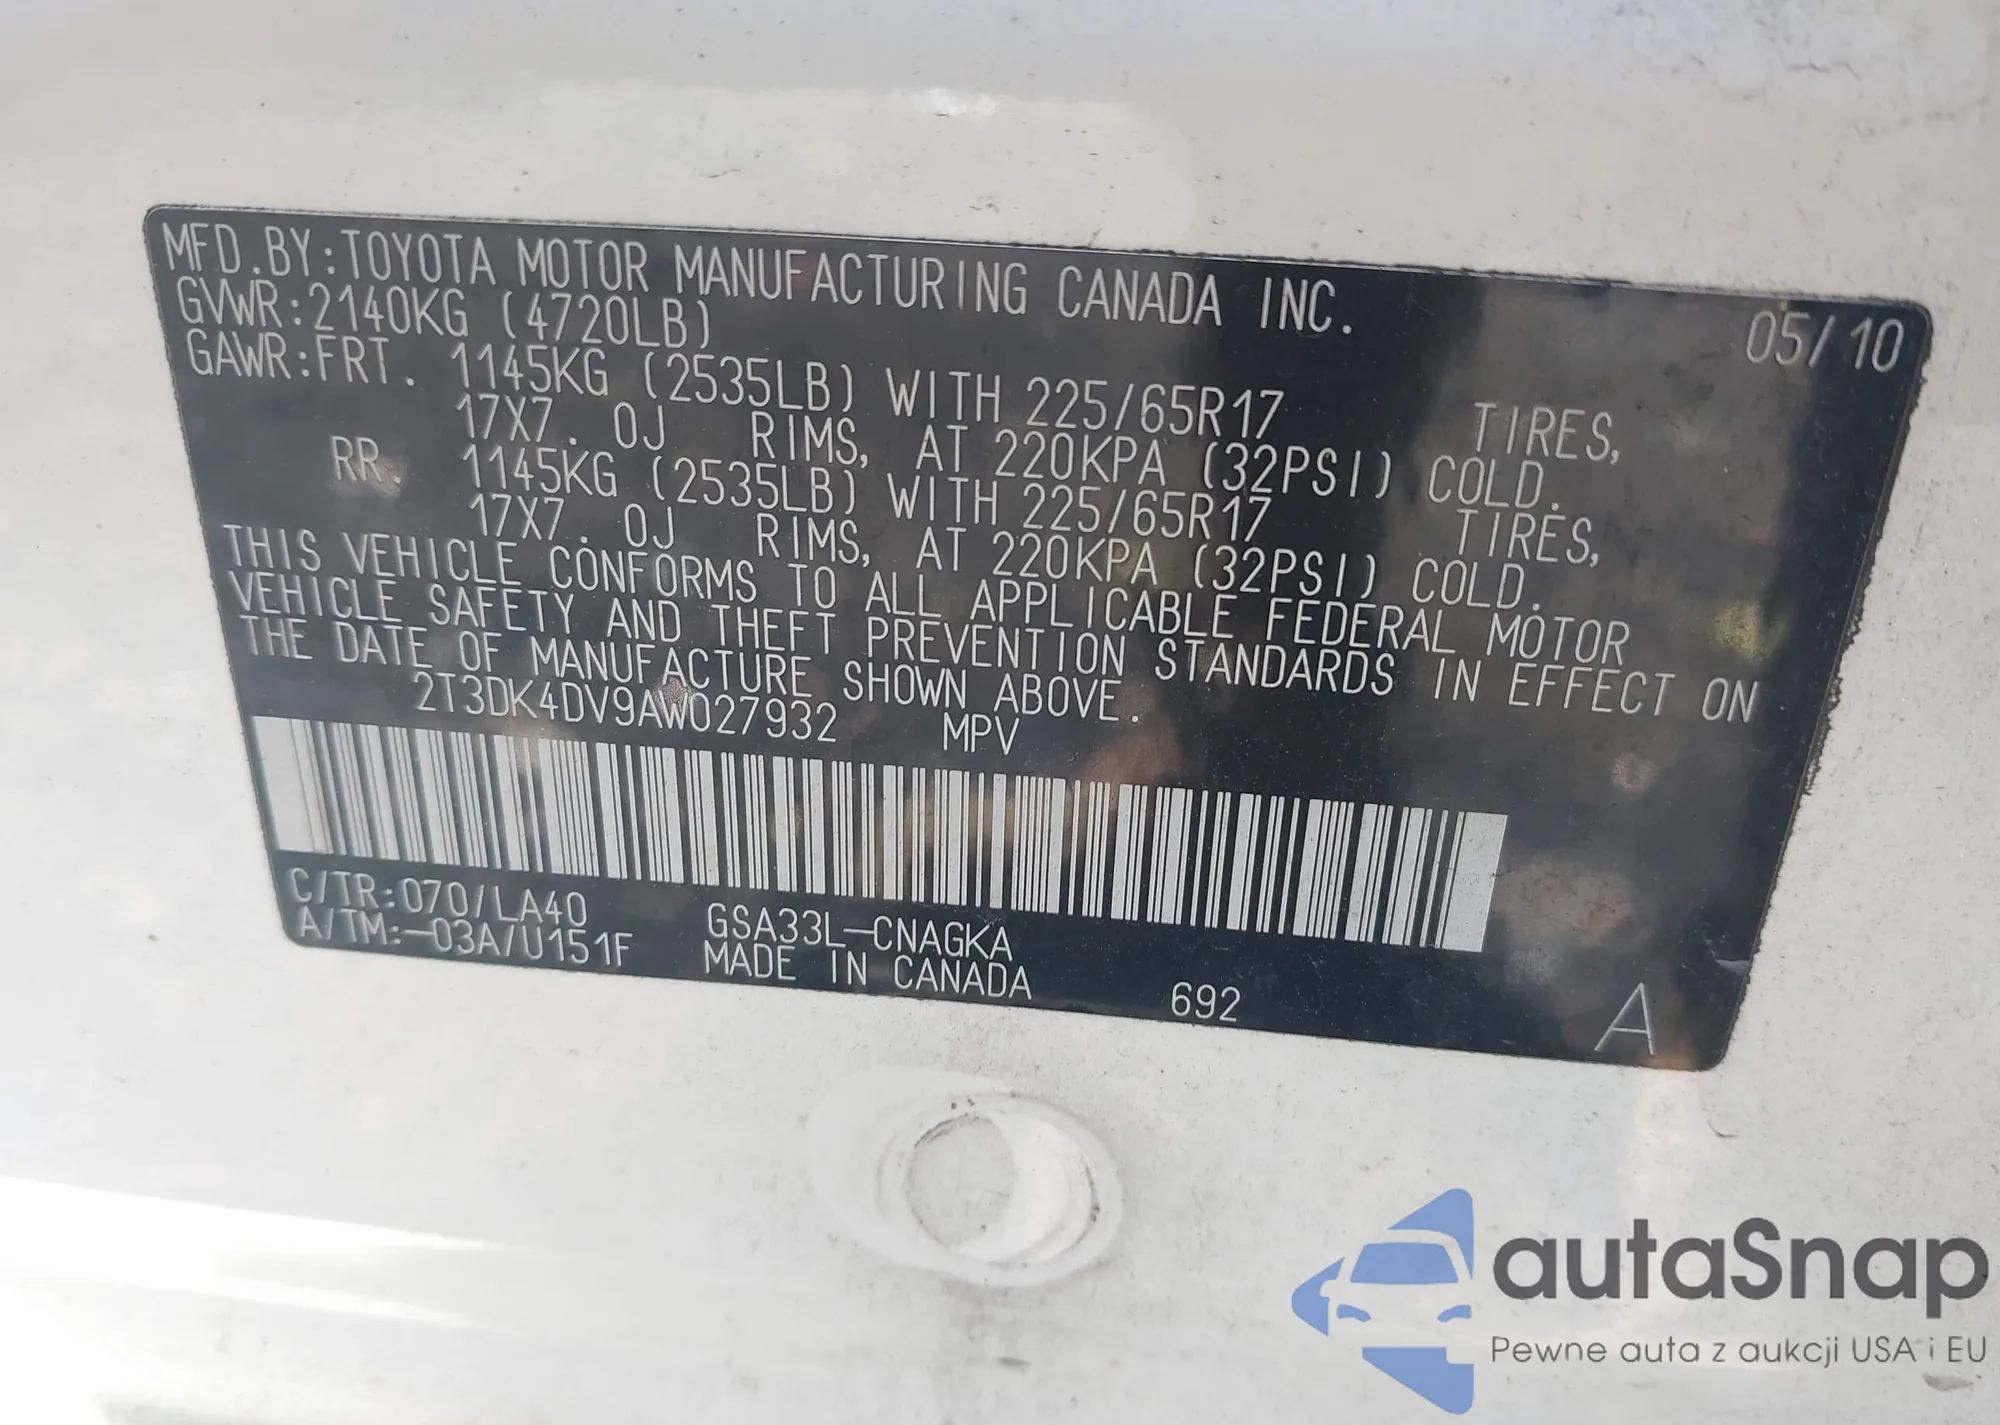 MFD.BY:TOYOTA MOTOR MANUFACTURING CANADA INC. 05/10
GVWR:2140KG (4720LB)
GAWR:FRT. 1145KG (2535LB) WITH 225/65R17 TIRES,
17X7.0J RIMS, AT 220KPA (32PSI) COLD.
RR. 1145KG (2535LB) WITH 225/65R17 TIRES,
17X7.0J RIMS, AT 220KPA (32PSI) COLD.
THIS VEHICLE CONFORMS TO ALL APPLICABLE FEDERAL MOTOR
VEHICLE SAFETY AND THEFT PREVENTION STANDARDS IN EFFECT ON
THE DATE OF MANUFACTURE SHOWN ABOVE.
2T3DK4DV9AW027932 MPV
C/TR:070/LA40 GSA33L-CNAGKA
A/TM:-03A/U151F MADE IN CANADA 692 A
autoSnap
Pewne auta z aukcji USA i EU